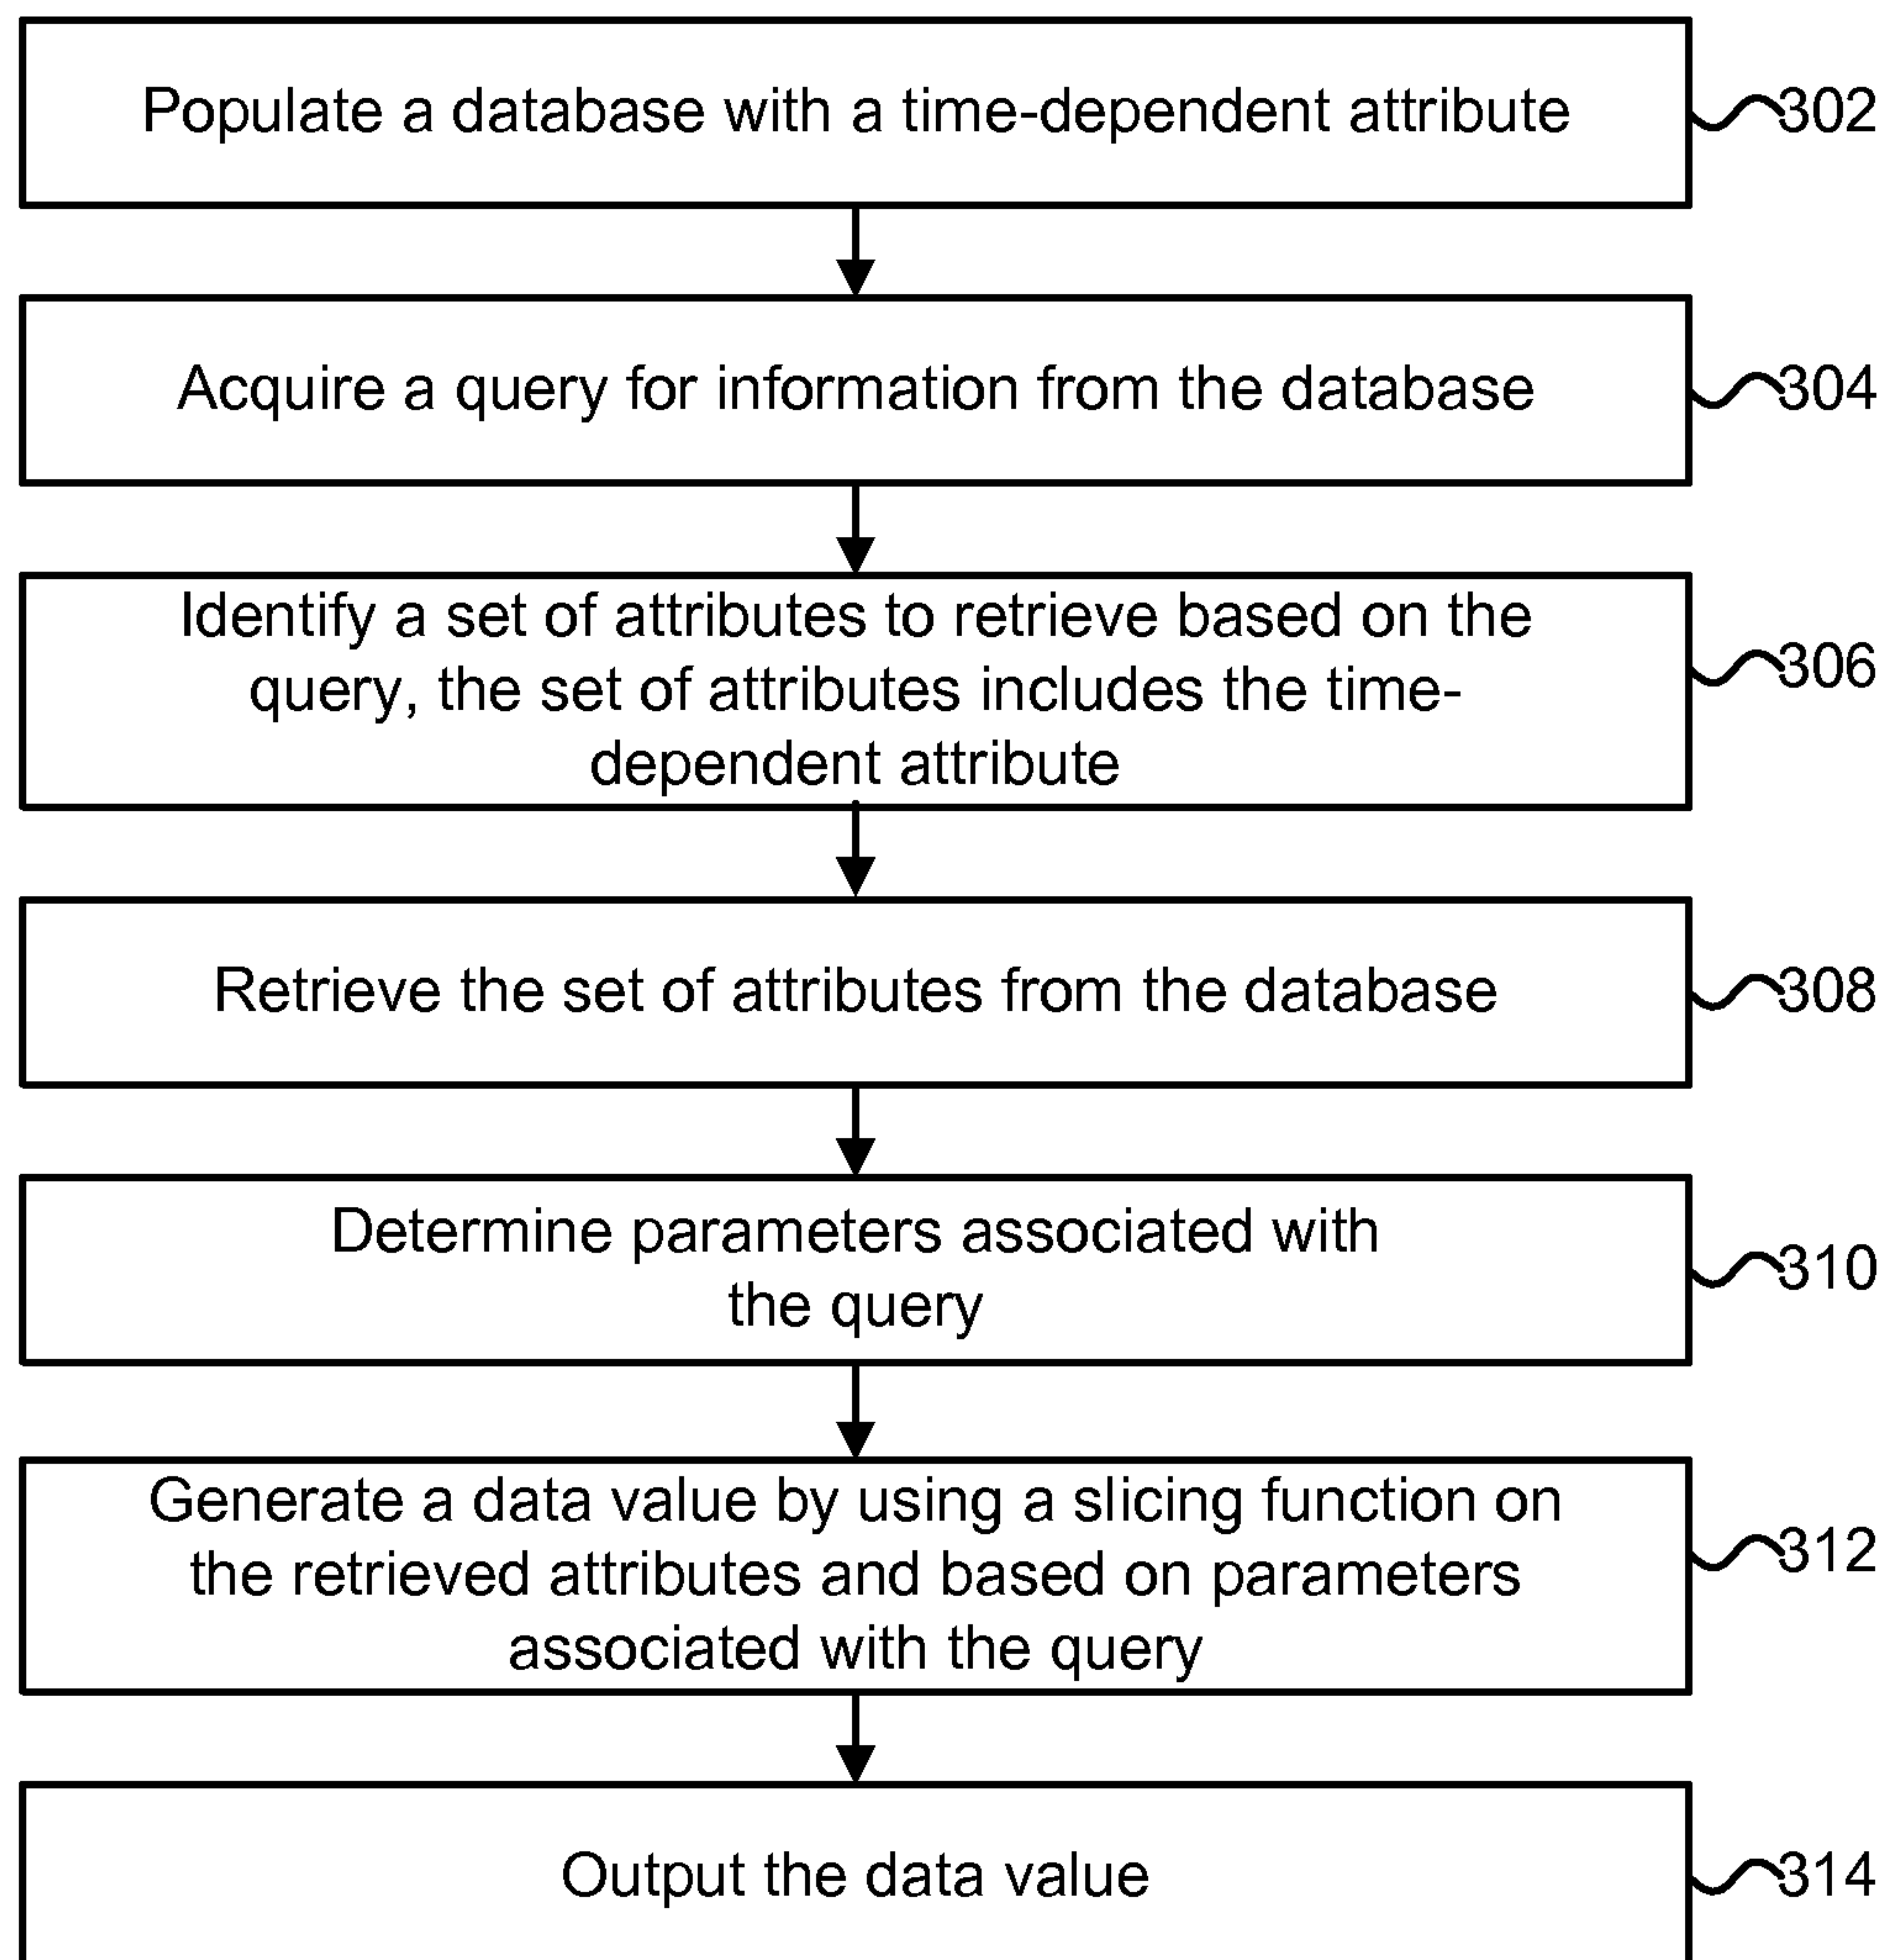 Populate a database with a time-dependent attribute
302
Acquire a query for information from the database
304
Identify a set of attributes to retrieve based on the
query, the set of attributes includes the time-
dependent attribute
306
Retrieve the set of attributes from the database
308
Determine parameters associated with
the query
310
Generate a data value by using a slicing function on
the retrieved attributes and based on parameters
associated with the query
312
Output the data value
314